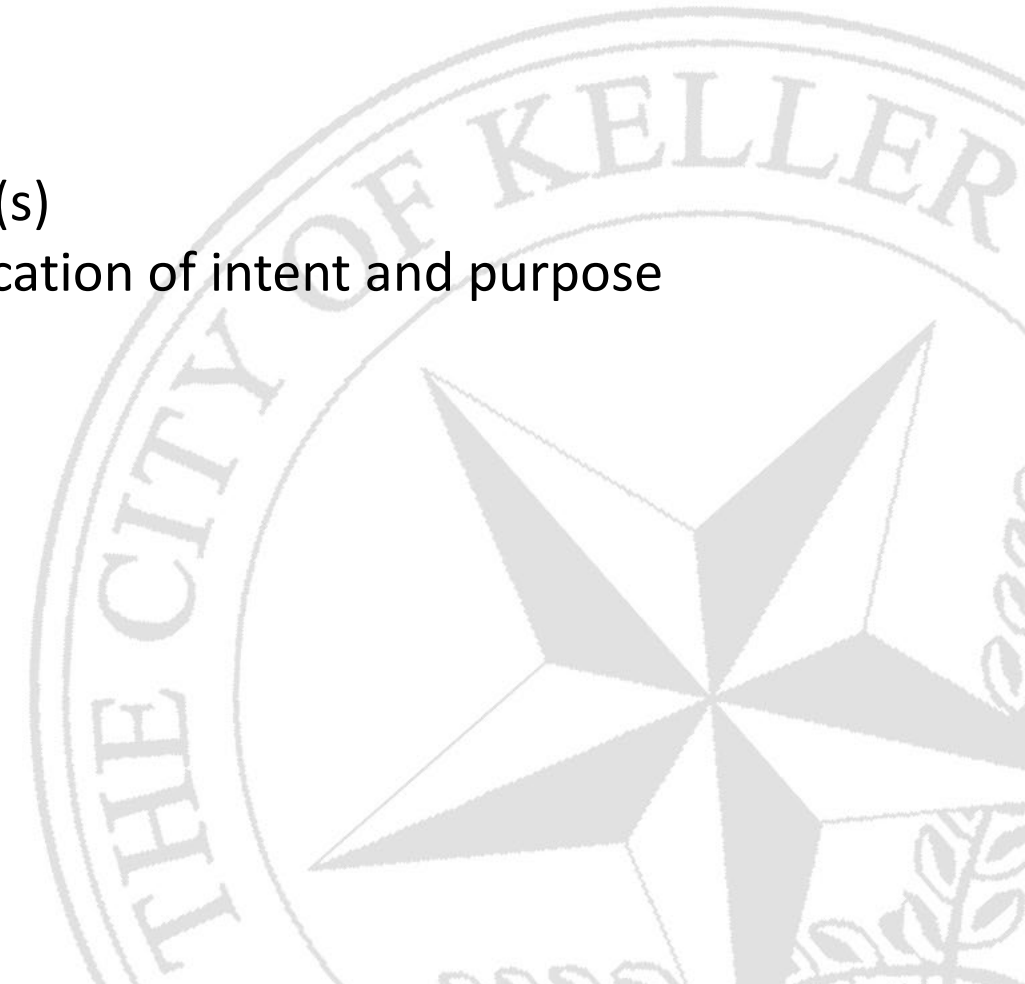 (s)
cation of intent and purpose
THE CITY OF KELLER